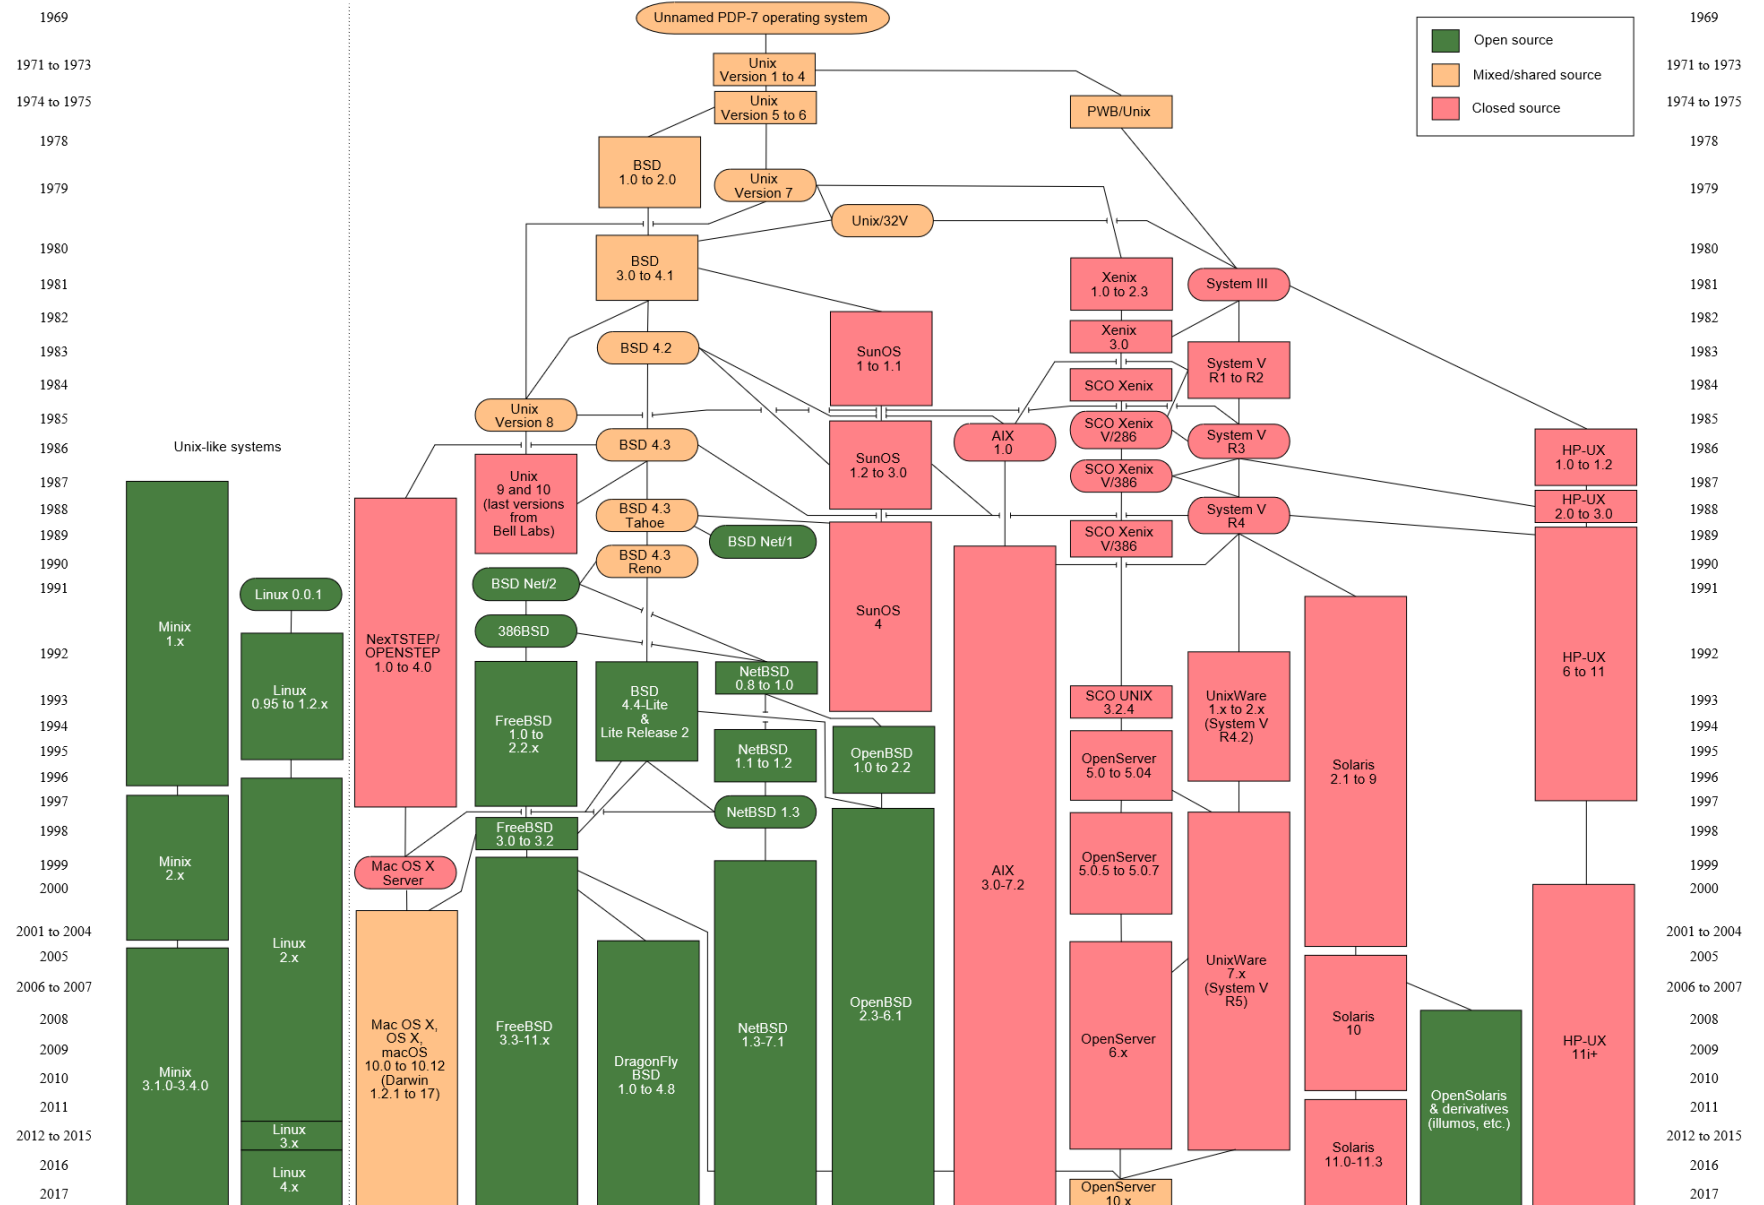 1969
1971 to 1973
1974 to 1975
1978
1979
1980
1981
1982
1983
1984
1985
1986
1987
1988
1989
1990
1991
1992
1993
1994
1995
1996
1997
1998
1999
2000
2001 to 2004
2005
2006 to 2007
2008
2009
2010
2011
2012 to 2015
2016
2017
Unix-like systems
Minix
1.x
Minix
2.x
Minix
3.1.0-3.4.0
Linux 0.0.1
Linux
0.95 to 1.2.x
Linux
2.x
Linux
3.x
Linux
4.x
Unnamed PDP-7 operating system
Unix
Version 1 to 4
Unix
Version 5 to 6
PWB/Unix
BSD
1.0 to 2.0
Unix
Version 7
Unix/32V
BSD
3.0 to 4.1
Xenix
1.0 to 2.3
System III
Xenix
3.0
BSD 4.2
SunOS
1 to 1.1
System V
R1 to R2
SCO Xenix
Unix
Version 8
SCO Xenix
V/286
System V
R3
AIX
1.0
BSD 4.3
SunOS
1.2 to 3.0
HP-UX
1.0 to 1.2
SCO Xenix
V/386
Unix
9 and 10
(last versions
from
Bell Labs)
HP-UX
2.0 to 3.0
BSD 4.3
Tahoe
System V
R4
BSD Net/1
SCO Xenix
V/386
BSD 4.3
Reno
BSD Net/2
SunOS
4
386BSD
NexTSTEP/
OPENSTEP
1.0 to 4.0
HP-UX
6 to 11
NetBSD
0.8 to 1.0
BSD
4.4-Lite
&
Lite Release 2
SCO UNIX
3.2.4
UnixWare
1.x to 2.x
(System V
R4.2)
FreeBSD
1.0 to
2.2.x
NetBSD
1.1 to 1.2
OpenBSD
1.0 to 2.2
OpenServer
5.0 to 5.04
Solaris
2.1 to 9
NetBSD 1.3
FreeBSD
3.0 to 3.2
Mac OS X
Server
AIX
3.0-7.2
OpenServer
5.0.5 to 5.0.7
UnixWare
7.x
(System V
R5)
OpenBSD
2.3-6.1
FreeBSD
3.3-11.x
NetBSD
1.3-7.1
Mac OS X,
OS X,
macOS
10.0 to 10.12
(Darwin
1.2.1 to 17)
DragonFly
BSD
1.0 to 4.8
OpenServer
6.x
Solaris
10
HP-UX
11i+
OpenSolaris
& derivatives
(illumos, etc.)
Solaris
11.0-11.3
OpenServer
10.x
Open source
Mixed/shared source
Closed source
1969
1971 to 1973
1974 to 1975
1978
1979
1980
1981
1982
1983
1984
1985
1986
1987
1988
1989
1990
1991
1992
1993
1994
1995
1996
1997
1998
1999
2000
2001 to 2004
2005
2006 to 2007
2008
2009
2010
2011
2012 to 2015
2016
2017